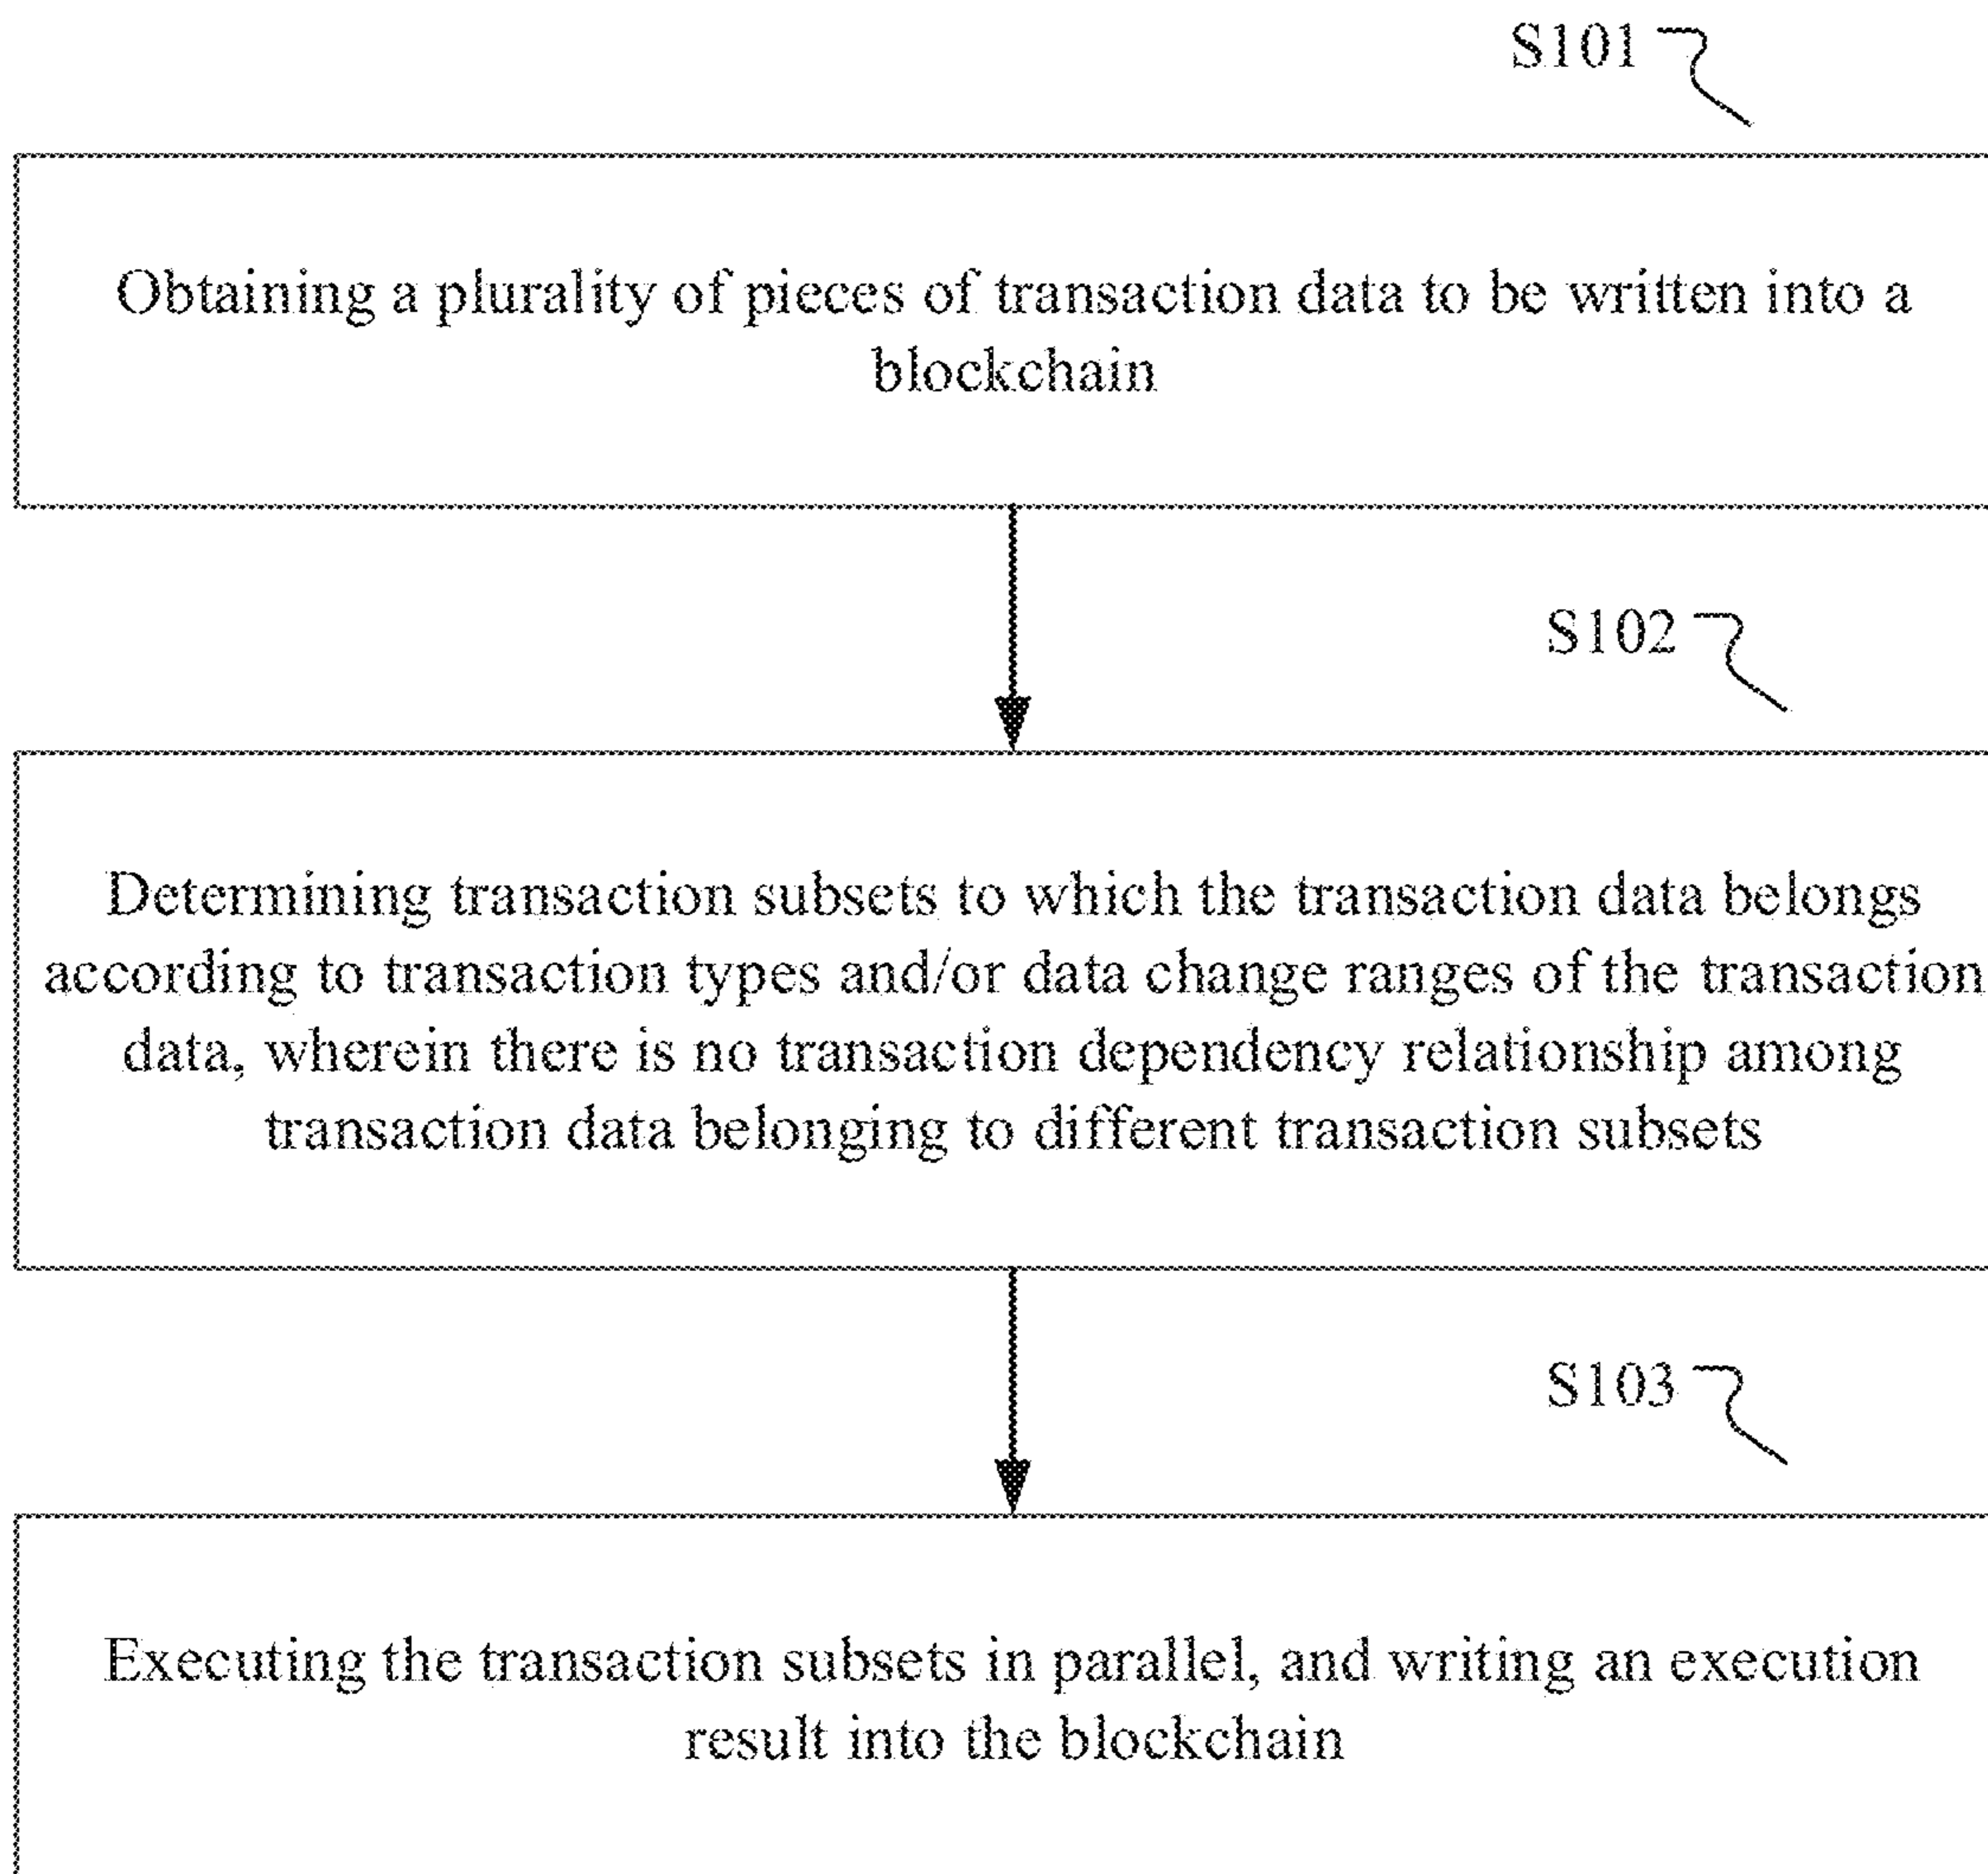 S101
Obtaining a plurality of pieces of transaction data to be written into a
blockchain
S102
Determining transaction subsets to which the transaction data belongs
according to transaction types and/or data change ranges of the transaction
data, wherein there is no transaction dependency relationship among
transaction data belonging to different transaction subsets
S103
Executing the transaction subsets in parallel, and writing an execution
result into the blockchain